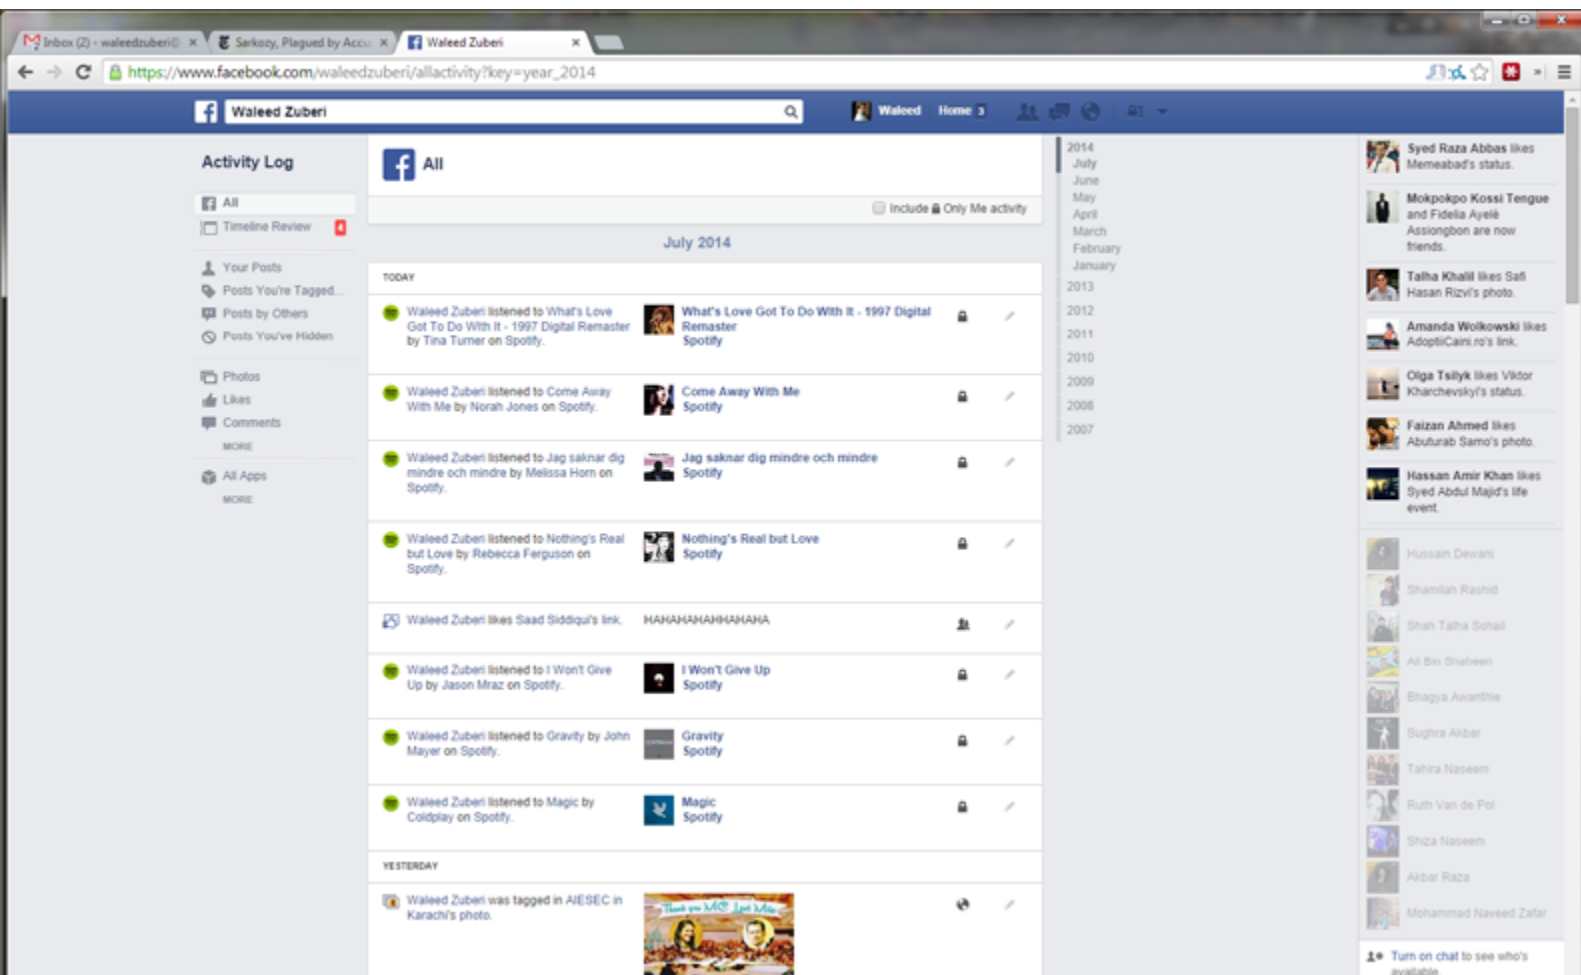 Inbox (2) - waleedzuberi@
Sarkozy, Plagued by Accu
Waleed Zuberi
https://www.facebook.com/waleedzuberi/allactivity?key=year_2014
Waleed Zuberi
Waleed
Home 3
Activity Log
All
Timeline Review 4
Your Posts
Posts You're Tagged...
Posts by Others
Posts You've Hidden
Photos
Likes
Comments
MORE
All Apps
MORE
All
Include Only Me activity
July 2014
TODAY
Waleed Zuberi listened to What's Love
Got To Do With It - 1997 Digital Remaster
by Tina Turner on Spotify.
What's Love Got To Do With It - 1997 Digital
Remaster
Spotify
Waleed Zuberi listened to Come Away
With Me by Norah Jones on Spotify.
Come Away With Me
Spotify
Waleed Zuberi listened to Jag saknar dig
mindre och mindre by Melissa Horn on
Spotify.
Jag saknar dig mindre och mindre
Spotify
Waleed Zuberi listened to Nothing's Real
but Love by Rebecca Ferguson on
Spotify.
Nothing's Real but Love
Spotify
Waleed Zuberi likes Saad Siddiqui's link.
HAHAHAHAHHAHAHA
Waleed Zuberi listened to I Won't Give
Up by Jason Mraz on Spotify.
I Won't Give Up
Spotify
Waleed Zuberi listened to Gravity by John
Mayer on Spotify.
Gravity
Spotify
Waleed Zuberi listened to Magic by
Coldplay on Spotify.
Magic
Spotify
YESTERDAY
Waleed Zuberi was tagged in AIESEC in
Karachi's photo.
Thank you MC Last Mile
2014
July
June
May
April
March
February
January
2013
2012
2011
2010
2009
2008
2007
Syed Raza Abbas likes
Memeabad's status.
Mokpokpo Kossi Tengue
and Fidelia Ayelé
Assiongbon are now
friends.
Talha Khalil likes Safi
Hasan Rizvi's photo.
Amanda Wolkowski likes
AdoptiiCaini.ro's link.
Olga Tsilyk likes Viktor
Kharchevskyi's status.
Faizan Ahmed likes
Abuturab Samo's photo.
Hassan Amir Khan likes
Syed Abdul Majid's life
event.
Hussain Dewani
Shamilah Rashid
Shah Talha Sohail
Ali Bin Shaheen
Bhagya Awanthie
Sughra Akbar
Tahira Naseem
Ruth Van de Pol
Shiza Naseem
Akbar Raza
Mohammad Naveed Zafar
Turn on chat to see who's
available.